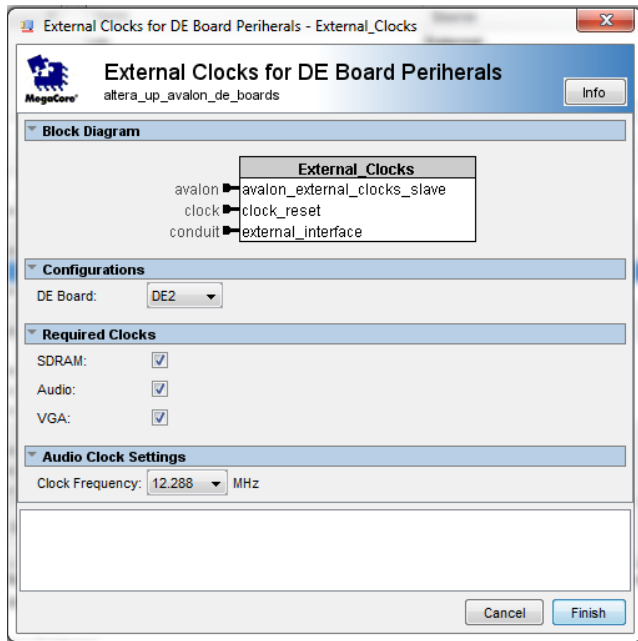 External Clocks for DE Board Periherals - External_Clocks
External Clocks for DE Board Periherals
MegaCore'
altera_up_avalon_de_boards
Info
Block Diagram
External_Clocks
avalon avalon_external_clocks_slave
clock clock_reset
conduit external_interface
Configurations
DE Board: DE2
Required Clocks
SDRAM:
Audio:
VGA:
Audio Clock Settings
Clock Frequency: 12.288 MHz
Cancel Finish